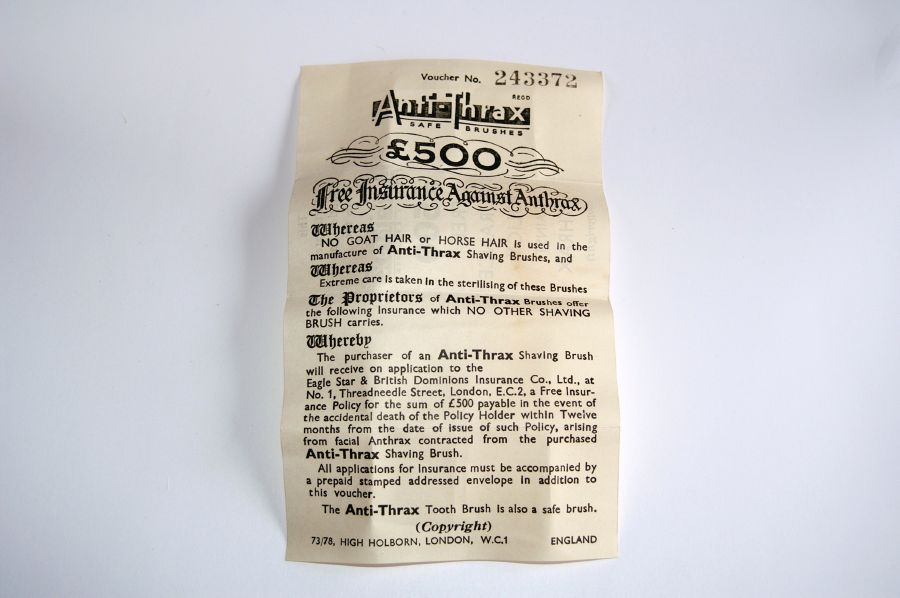 Voucher No. 243372
Anti-Thrax REGD
SAFE BRUSHES
£500
Free Insurance Against Anthrax
Whereas
NO GOAT HAIR or HORSE HAIR is used in the
manufacture of Anti-Thrax Shaving Brushes, and
Whereas
Extreme care is taken in the sterilising of these Brushes
The Proprietors of Anti-Thrax Brushes offer
the following Insurance which NO OTHER SHAVING
BRUSH carries.
Whereby
The purchaser of an Anti-Thrax Shaving Brush
will receive on application to the
Eagle Star & British Dominions Insurance Co., Ltd., at
No. 1, Threadneedle Street, London, E.C.2, a Free Insur-
ance Policy for the sum of £500 payable in the event of
the accidental death of the Policy Holder within Twelve
months from the date of issue of such Policy, arising
from facial Anthrax contracted from the purchased
Anti-Thrax Shaving Brush.
All applications for Insurance must be accompanied by
a prepaid stamped addressed envelope in addition to
this voucher.
The Anti-Thrax Tooth Brush is also a safe brush.
(Copyright)
73/78, HIGH HOLBORN, LONDON, W.C.1 ENGLAND